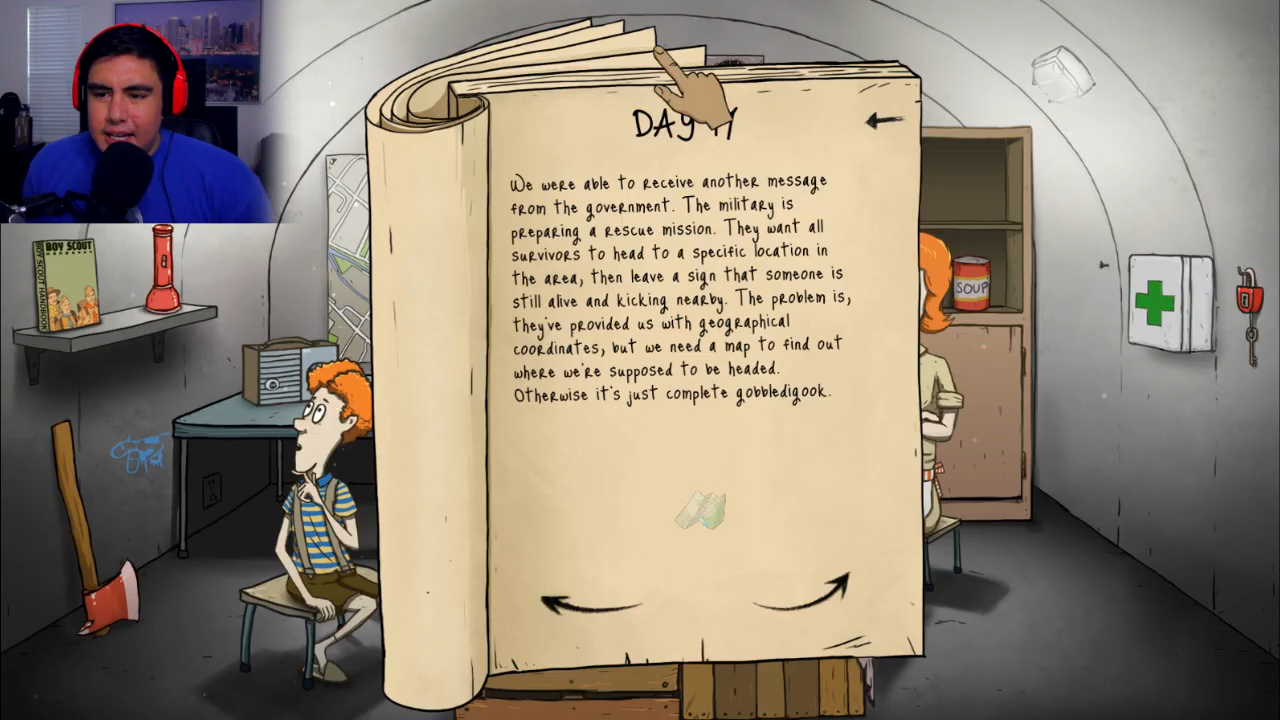 DAY
We were able to receive another message
from the government. The military is
preparing a rescue mission. They want all
survivors to head to a specific location in
the area, then leave a sign that someone is
still alive and kicking nearby. The problem is,
they've provided us with geographical
coordinates, but we need a map to find out
where we're supposed to be headed.
Otherwise it's just complete gobbledigook.
BOY SCOUT
BOY SCOUT HANDBOOK
SOUP